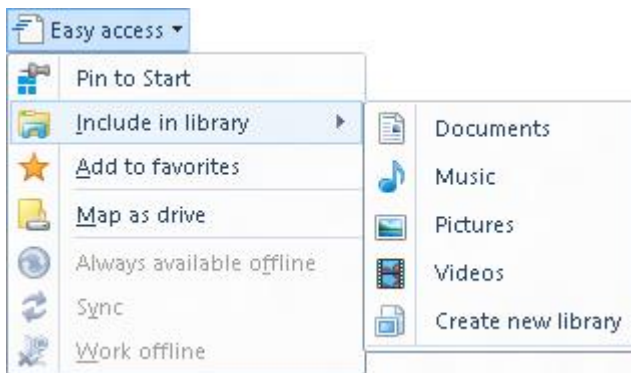 Easy access
Pin to Start
Include in library
Add to favorites
Map as drive
Always available offline
Sync
Work offline
Documents
Music
Pictures
Videos
Create new library